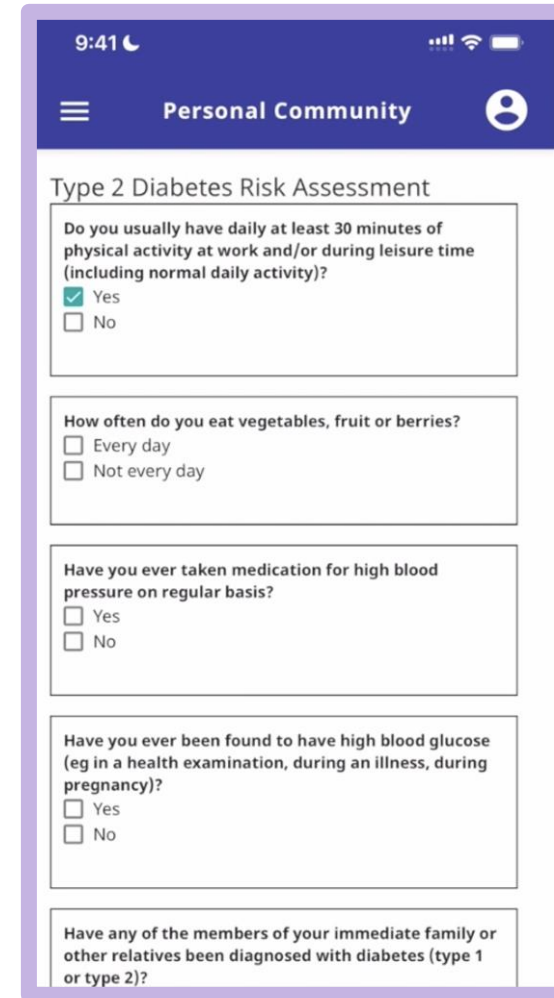 9:41
Personal Community
Type 2 Diabetes Risk Assessment
Do you usually have daily at least 30 minutes of
physical activity at work and/or during leisure time
(including normal daily activity)?
Yes
No
How often do you eat vegetables, fruit or berries?
Every day
Not every day
Have you ever taken medication for high blood
pressure on regular basis?
Yes
No
Have you ever been found to have high blood glucose
(eg in a health examination, during an illness, during
pregnancy)?
Yes
No
Have any of the members of your immediate family or
other relatives been diagnosed with diabetes (type 1
or type 2)?